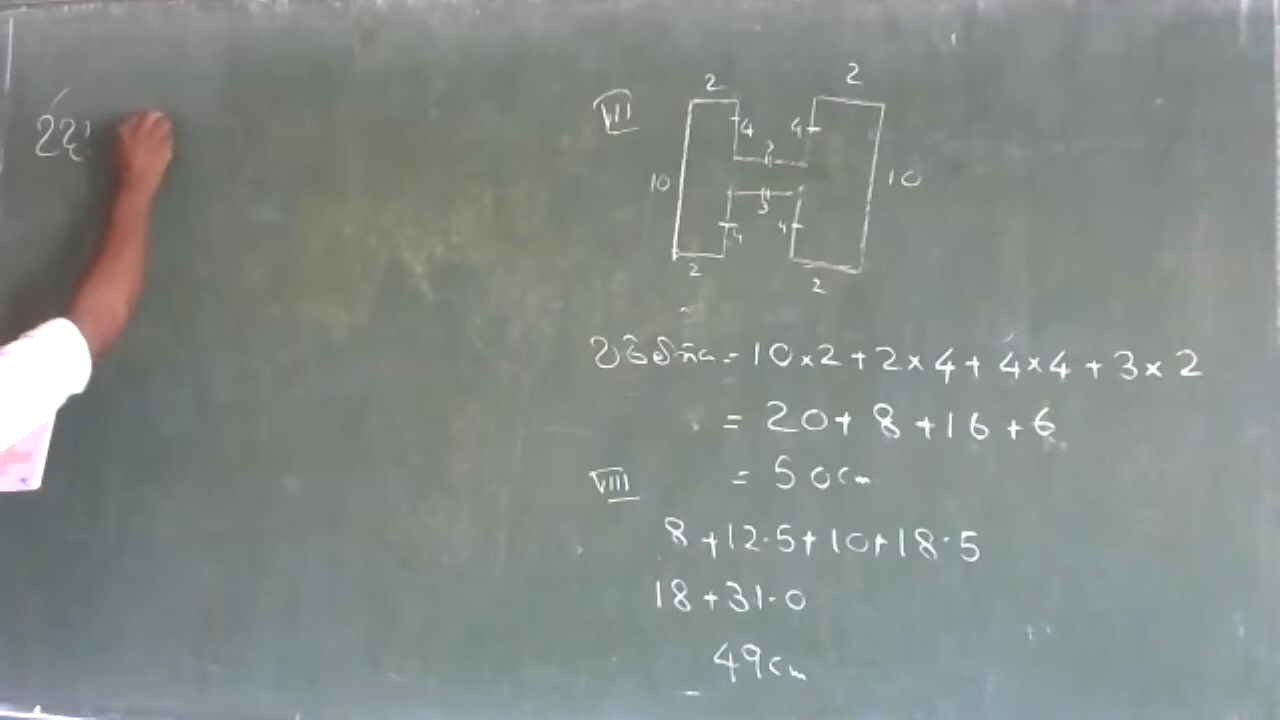 VII
2 2
4 4
3
10 10
3
4 4
2 2
= 10 × 2 + 2 × 4 + 4 × 4 + 3 × 2
= 20 + 8 + 16 + 6
= 50cm
VIII
8 + 12.5 + 10 + 18.5
18 + 31.0
49cm